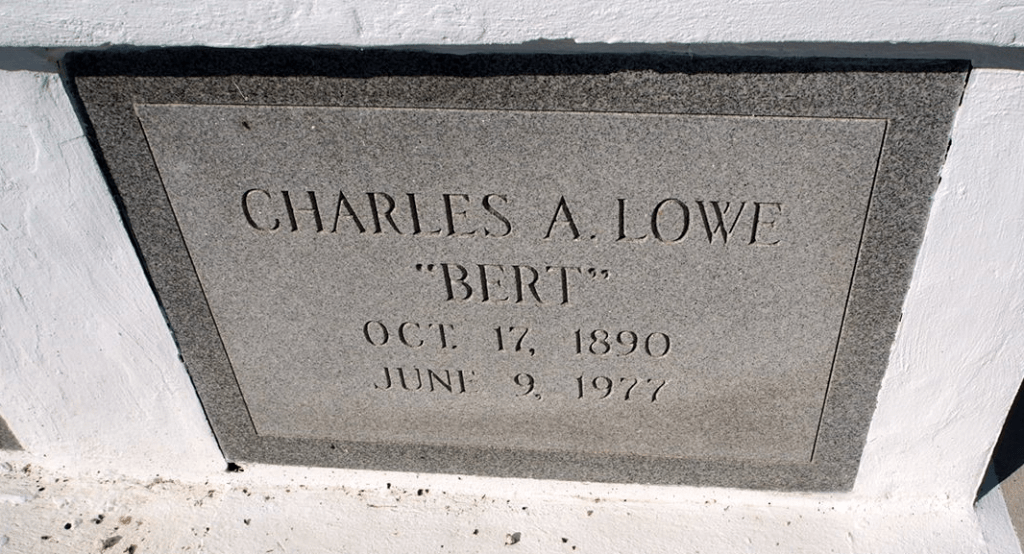 CHARLES A. LOWE
"BERT"
OCT. 17, 1890
JUNE 9, 1977